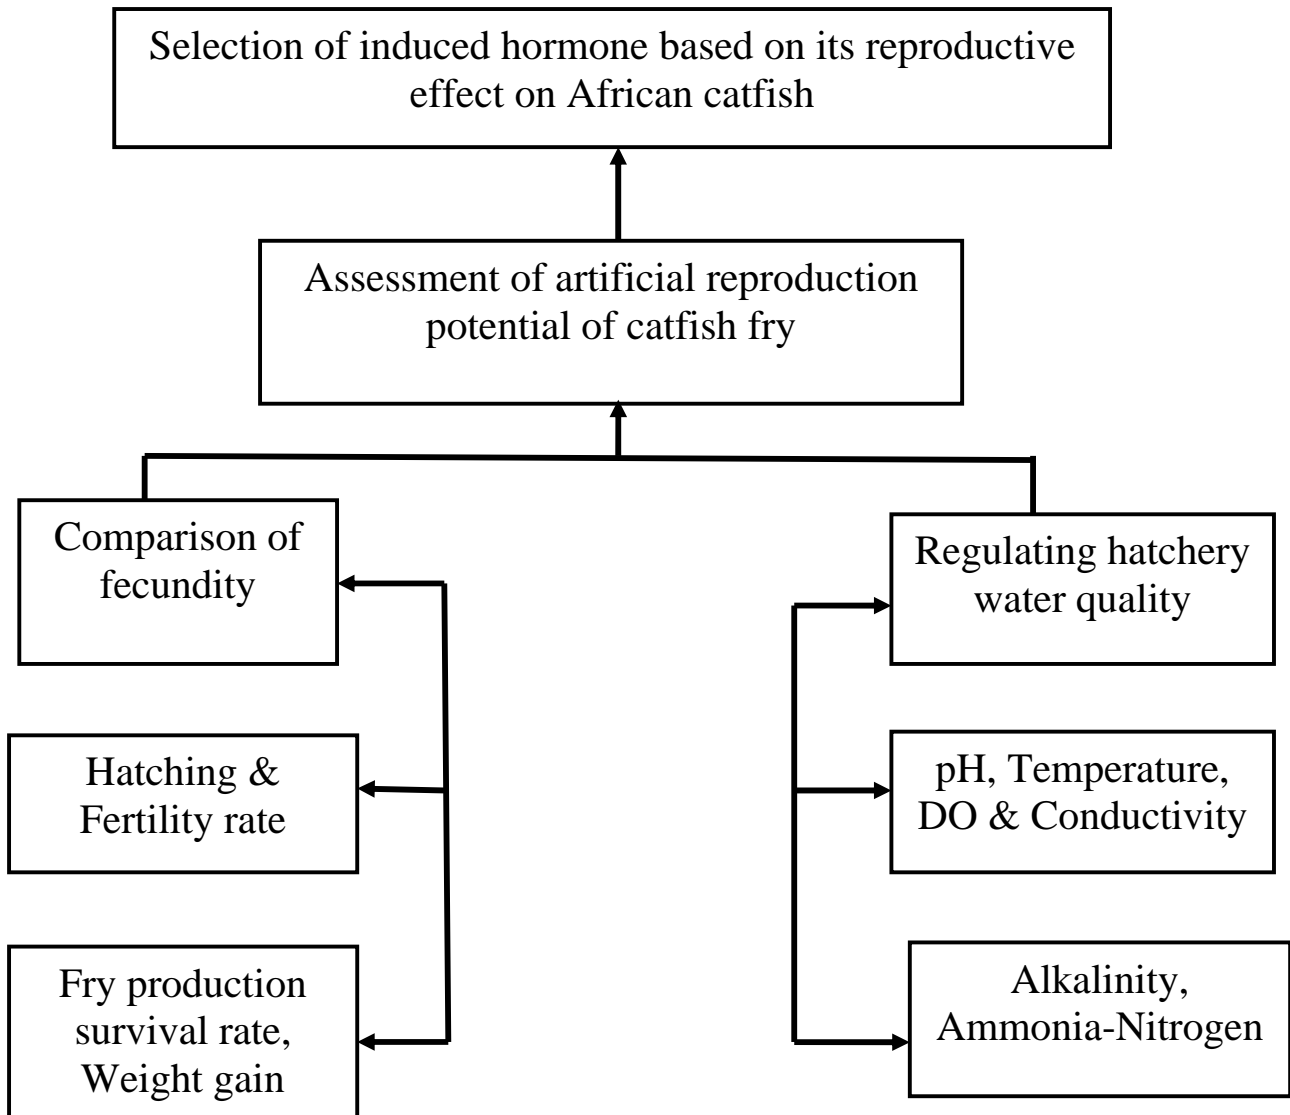 Selection of induced hormone based on its reproductive
effect on African catfish
Assessment of artificial reproduction
potential of catfish fry
Comparison of
fecundity
Regulating hatchery
water quality
Hatching &
Fertility rate
pH, Temperature,
DO & Conductivity
Fry production
survival rate,
Weight gain
Alkalinity,
Ammonia-Nitrogen